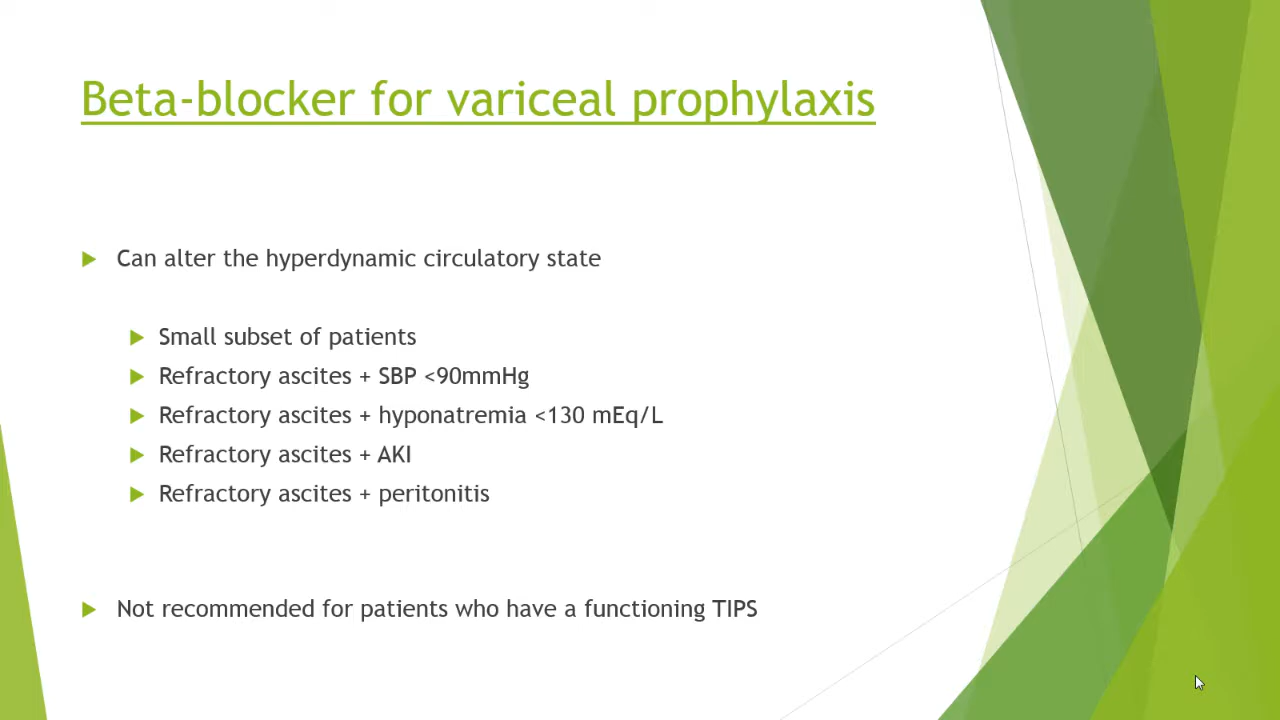 Beta-blocker for variceal prophylaxis
Can alter the hyperdynamic circulatory state
Small subset of patients
Refractory ascites + SBP <90mmHg
Refractory ascites + hyponatremia <130 mEq/L
Refractory ascites + AKI
Refractory ascites + peritonitis
Not recommended for patients who have a functioning TIPS